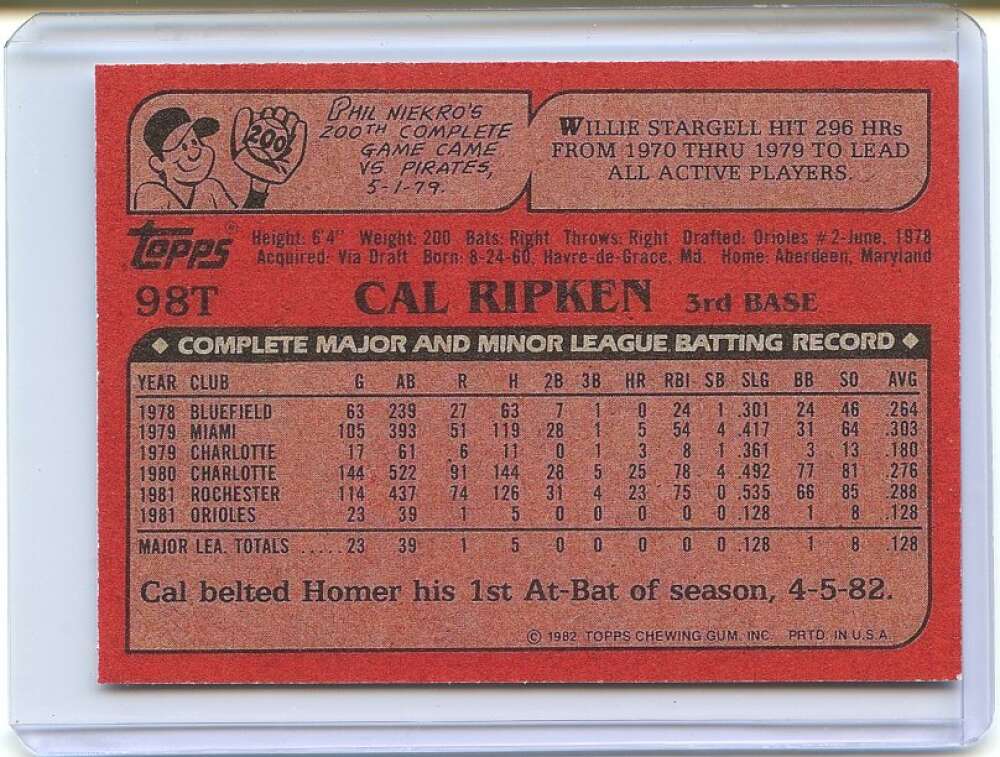 PHIL NIEKRO'S
200TH COMPLETE
GAME CAME
VS PIRATES,
5-1-79.
200
WILLIE STARGELL HIT 296 HRs
FROM 1970 THRU 1979 TO LEAD
ALL ACTIVE PLAYERS.
TOPPS®
Height: 6'4" Weight: 200 Bats: Right Throws: Right Drafted: Orioles #2-June, 1978
Acquired: Via Draft Born: 8-24-60, Havre-de-Grace, Md. Home: Aberdeen, Maryland
98T CAL RIPKEN 3rd BASE
◆ COMPLETE MAJOR AND MINOR LEAGUE BATTING RECORD ◆
YEAR CLUB G AB R H 2B 3B HR RBI SB SLG BB SO AVG
1978 BLUEFIELD 63 239 27 63 7 1 0 24 1 .301 24 46 .264
1979 MIAMI 105 393 51 119 28 1 5 54 4 .417 31 64 .303
1979 CHARLOTTE 17 61 6 11 0 1 3 8 1 .361 3 13 .180
1980 CHARLOTTE 144 522 91 144 28 5 25 78 4 .492 77 81 .276
1981 ROCHESTER 114 437 74 126 31 4 23 75 0 .535 66 85 .288
1981 ORIOLES 23 39 1 5 0 0 0 0 0 .128 1 8 .128
MAJOR LEA. TOTALS ..... 23 39 1 5 0 0 0 0 0 .128 1 8 .128
Cal belted Homer his 1st At-Bat of season, 4-5-82.
© 1982 TOPPS CHEWING GUM, INC. PRTD. IN U.S.A.